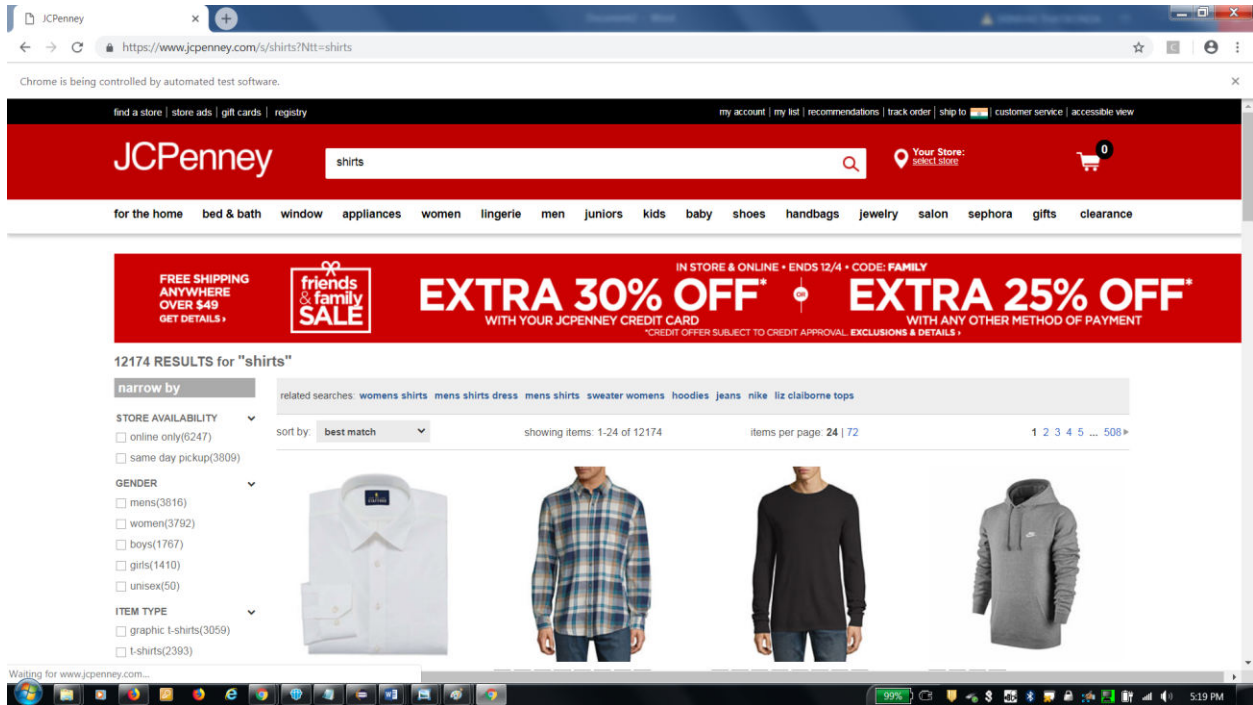 JCPenney
https://www.jcpenney.com/s/shirts?Ntt=shirts
Chrome is being controlled by automated test software.
find a store | store ads | gift cards | registry
my account | my list | recommendations | track order | ship to | customer service | accessible view
JCPenney
shirts
Your Store:
select store
0
for the home bed & bath window appliances women lingerie men juniors kids baby shoes handbags jewelry salon sephora gifts clearance
FREE SHIPPING
ANYWHERE
OVER $49
GET DETAILS ›
friends
& family
SALE
IN STORE & ONLINE • ENDS 12/4 • CODE: FAMILY
EXTRA 30% OFF* OR EXTRA 25% OFF*
WITH YOUR JCPENNEY CREDIT CARD
WITH ANY OTHER METHOD OF PAYMENT
*CREDIT OFFER SUBJECT TO CREDIT APPROVAL. EXCLUSIONS & DETAILS ›
12174 RESULTS for "shirts"
narrow by
related searches: womens shirts mens shirts dress mens shirts sweater womens hoodies jeans nike liz claiborne tops
STORE AVAILABILITY
online only(6247)
same day pickup(3809)
sort by: best match
showing items: 1-24 of 12174
items per page: 24 | 72
1 2 3 4 5 ... 508
GENDER
mens(3816)
women(3792)
boys(1767)
girls(1410)
unisex(50)
ITEM TYPE
graphic t-shirts(3059)
t-shirts(2393)
Waiting for www.jcpenney.com...
99%
5:19 PM